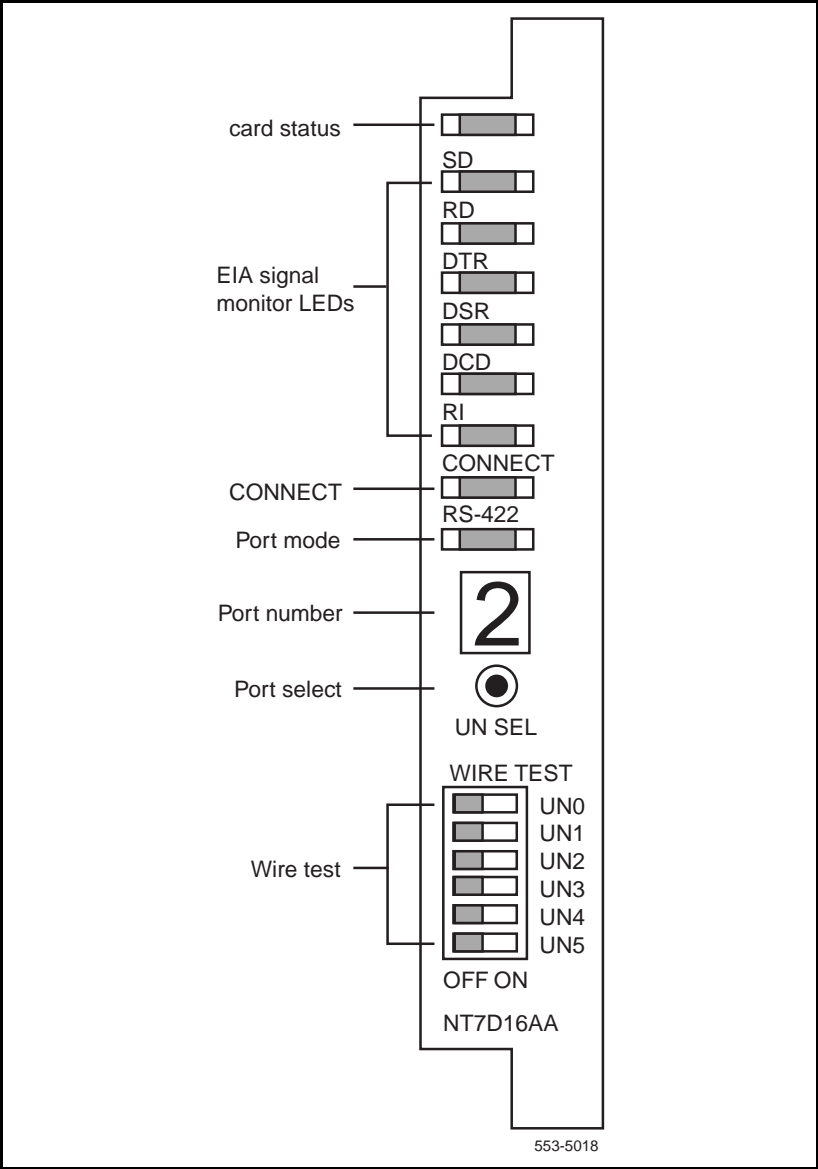 card status
SD
RD
DTR
EIA signal
monitor LEDs
DSR
DCD
RI
CONNECT
CONNECT
RS-422
Port mode
Port number
2
Port select
UN SEL
WIRE TEST
UN0
UN1
UN2
Wire test
UN3
UN4
UN5
OFF ON
NT7D16AA
553-5018